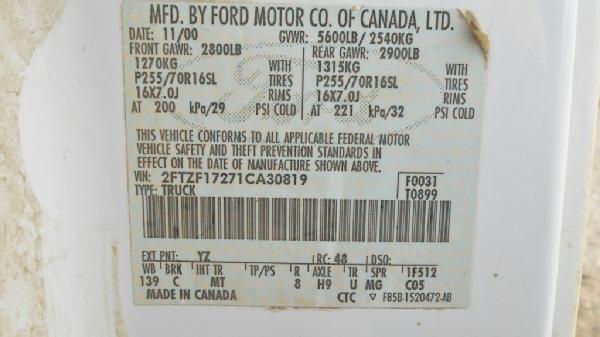 MFD. BY FORD MOTOR CO. OF CANADA, LTD.
DATE: 11/00 GVWR: 5600LB/ 2540KG
FRONT GAWR: 2800LB REAR GAWR: 2900LB
1270KG WITH 1315KG WITH
P255/70R16SL TIRES P255/70R16SL TIRES
16X7.0J RIMS 16X7.0J RIMS
AT 200 kPa/29 PSI COLD AT 221 kPa/32 PSI COLD
THIS VEHICLE CONFORMS TO ALL APPLICABLE FEDERAL MOTOR
VEHICLE SAFETY AND THEFT PREVENTION STANDARDS IN
EFFECT ON THE DATE OF MANUFACTURE SHOWN ABOVE.
VIN: 2FTZF17271CA30819 F0031
TYPE: TRUCK T0899
EXT PNT: YZ RC: 48 DSO:
WB BRK INT TR TP/PS R AXLE TR SPR 1F512
139 C MT 8 H9 U MG C05
MADE IN CANADA CTC ▽ F85B-1520472-AB